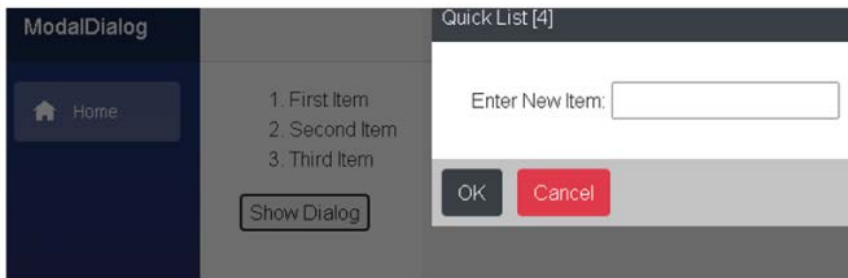 ModalDialog
Home
1. First Item
2. Second Item
3. Third Item
Show Dialog
Quick List [4]
Enter New Item:
OK
Cancel